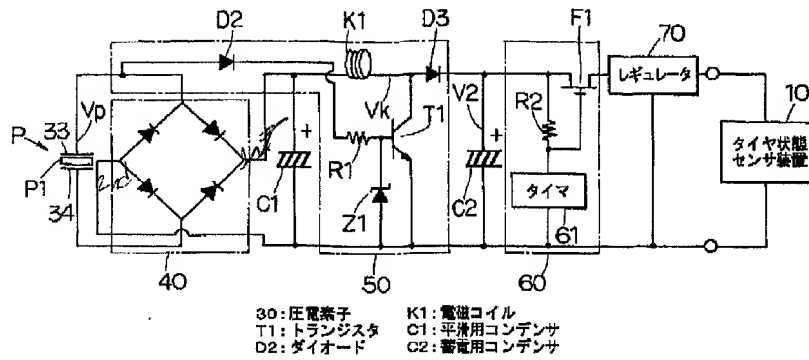 D2
K1
D3
F1
70
レギュレータ
Vp
P
33
P1
34
Vk
T1
V2
R2
R1
C1
Z1
C2
タイマ
61
10
タイヤ状態
センサ装置
40
50
60
30:圧電素子 K1:電磁コイル
T1:トランジスタ C1:平滑用コンデンサ
D2:ダイオード C2:蓄電用コンデンサ
+
+